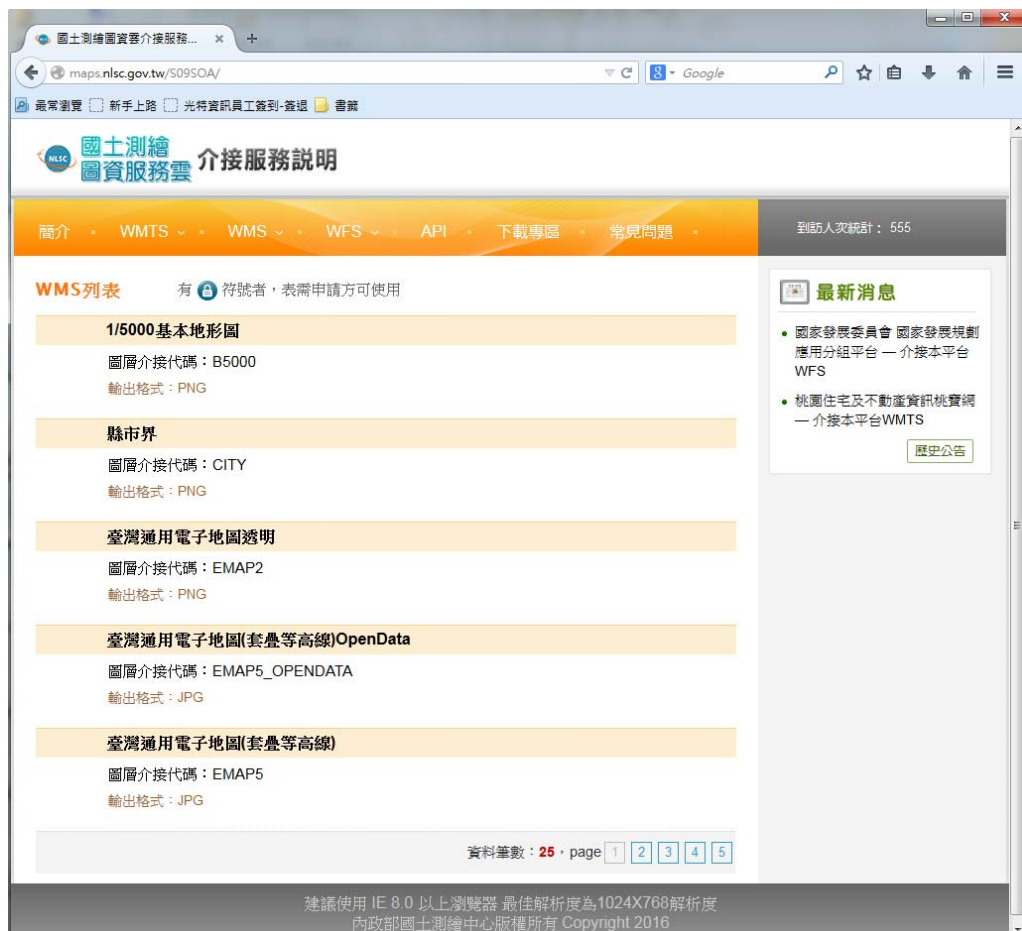 國土測繪圖資雲介接服務... × +
maps.nlsc.gov.tw/S09SOA/
Google
最常瀏覽 新手上路 光特資訊員工簽到-簽退 書籤
NLSC
國土測繪
圖資服務雲 介接服務説明
簡介 WMTS WMS WFS API 下載專區 常見問題
到訪人次統計： 555
WMS列表 有 符號者，表需申請方可使用
1/5000基本地形圖
圖層介接代碼：B5000
輸出格式：PNG
縣市界
圖層介接代碼：CITY
輸出格式：PNG
臺灣通用電子地圖透明
圖層介接代碼：EMAP2
輸出格式：PNG
臺灣通用電子地圖(套疊等高線)OpenData
圖層介接代碼：EMAP5_OPENDATA
輸出格式：JPG
臺灣通用電子地圖(套疊等高線)
圖層介接代碼：EMAP5
輸出格式：JPG
資料筆數：25，page 1 2 3 4 5
最新消息
國家發展委員會 國家發展規劃
應用分組平台 — 介接本平台
WFS
桃園住宅及不動產資訊桃寶網
— 介接本平台WMTS
歷史公告
建議使用 IE 8.0 以上瀏覽器 最佳解析度為1024X768解析度
內政部國土測繪中心版權所有 Copyright 2016